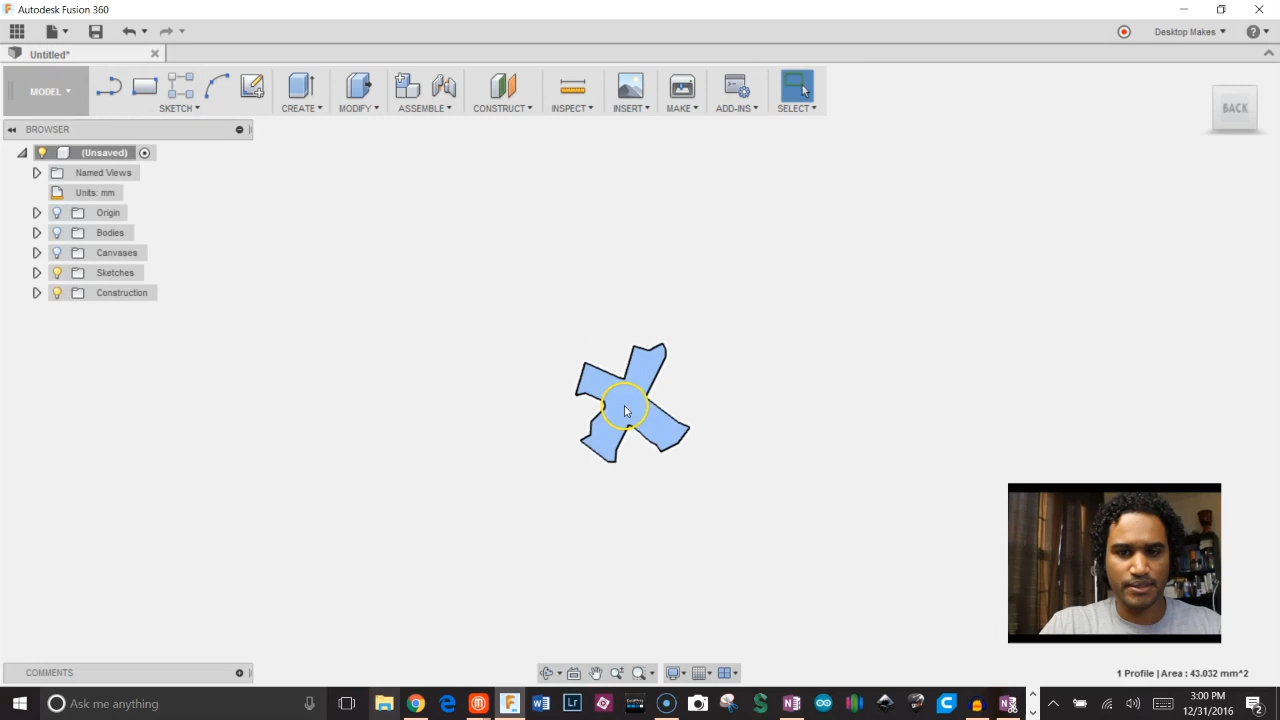 Autodesk Fusion 360
Desktop Makes
Untitled*
MODEL
SKETCH
CREATE
MODIFY
ASSEMBLE
CONSTRUCT
INSPECT
INSERT
MAKE
ADD-INS
SELECT
BACK
BROWSER
(Unsaved)
Named Views
Units: mm
Origin
Bodies
Canvases
Sketches
Construction
COMMENTS
1 Profile | Area : 43.032 mm^2
Ask me anything
3:00 PM
12/31/2016